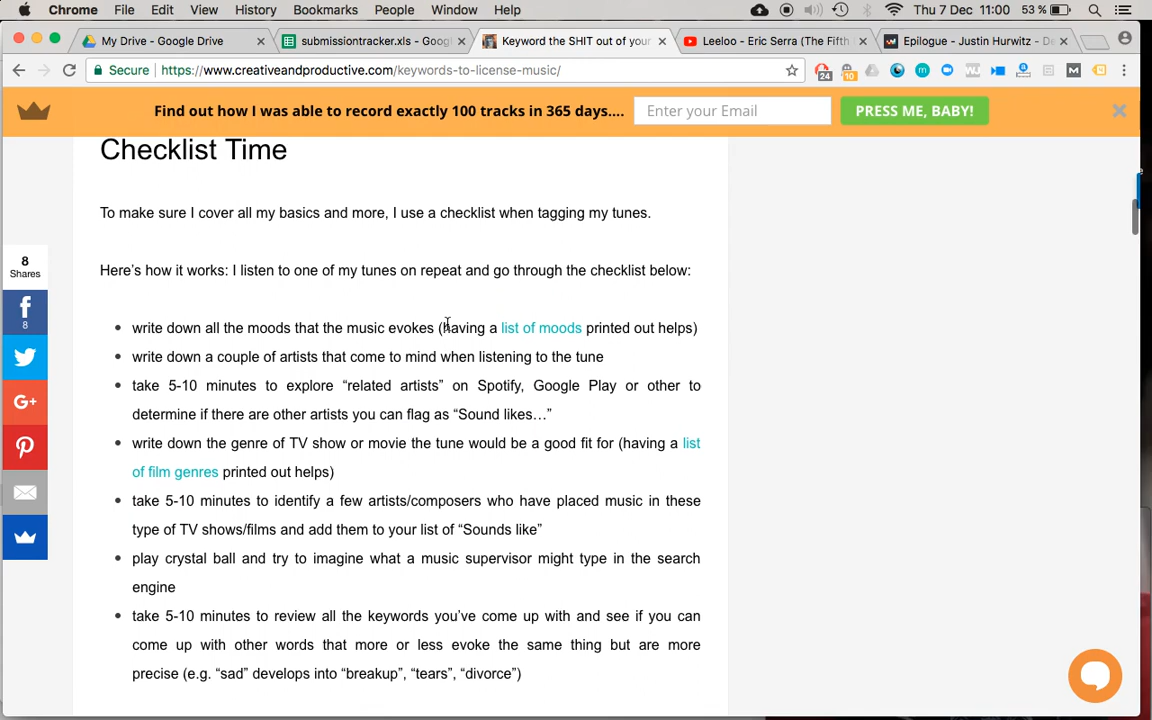 Chrome File Edit View History Bookmarks People Window Help Thu 7 Dec 11:00 53 %
My Drive - Google Drive
submissiontracker.xls - Goog
Keyword the SHIT out of your
Leeloo - Eric Serra (The Fifth
Epilogue - Justin Hurwitz - De
Secure https://www.creativeandproductive.com/keywords-to-license-music/
24
10
Find out how I was able to record exactly 100 tracks in 365 days.... Enter your Email PRESS ME, BABY!
Checklist Time
To make sure I cover all my basics and more, I use a checklist when tagging my tunes.
8
Shares
8
Here's how it works: I listen to one of my tunes on repeat and go through the checklist below:
write down all the moods that the music evokes (having a list of moods printed out helps)
write down a couple of artists that come to mind when listening to the tune
take 5-10 minutes to explore “related artists” on Spotify, Google Play or other to
determine if there are other artists you can flag as “Sound likes…”
write down the genre of TV show or movie the tune would be a good fit for (having a list
of film genres printed out helps)
take 5-10 minutes to identify a few artists/composers who have placed music in these
type of TV shows/films and add them to your list of “Sounds like”
play crystal ball and try to imagine what a music supervisor might type in the search
engine
take 5-10 minutes to review all the keywords you’ve come up with and see if you can
come up with other words that more or less evoke the same thing but are more
precise (e.g. “sad” develops into “breakup”, “tears”, “divorce”)